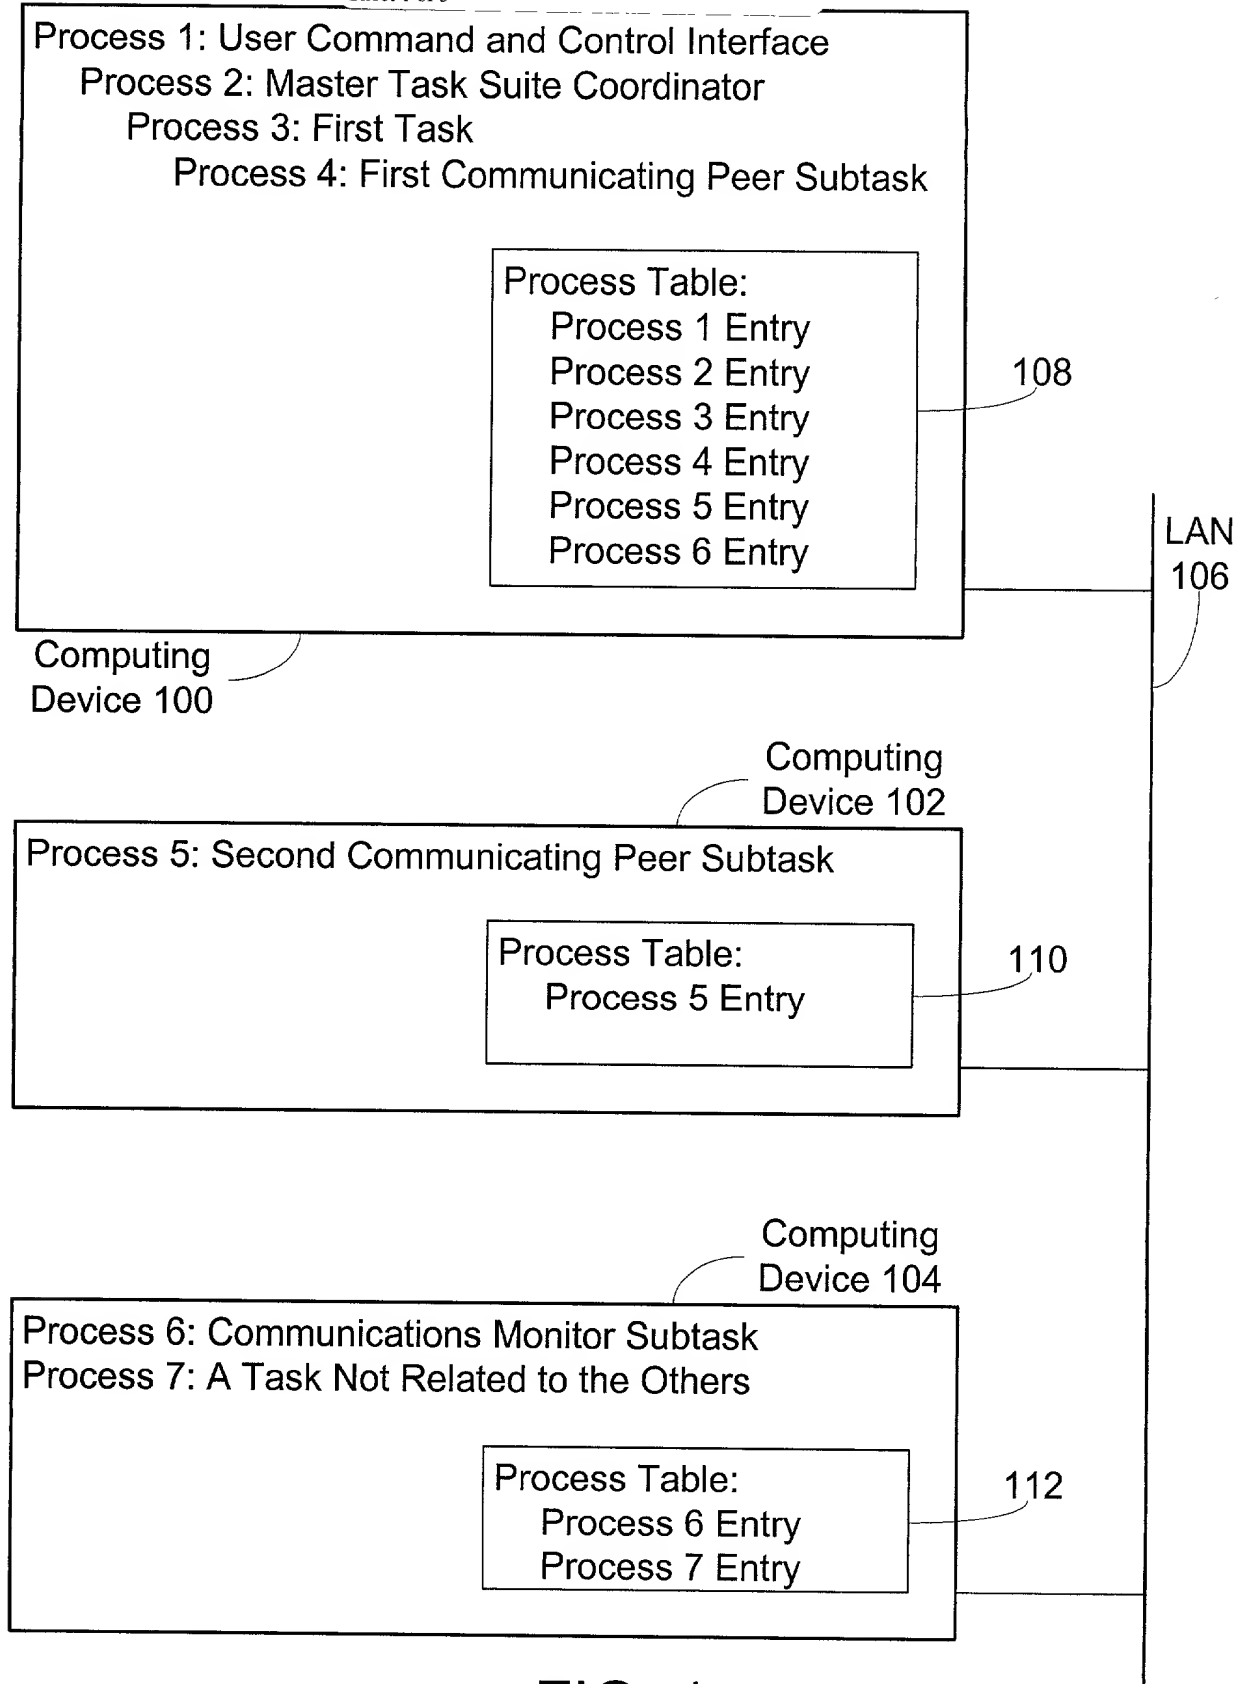 Process 1: User Command and Control Interface
Process 2: Master Task Suite Coordinator
Process 3: First Task
Process 4: First Communicating Peer Subtask
Process Table:
Process 1 Entry
Process 2 Entry
Process 3 Entry
Process 4 Entry
Process 5 Entry
Process 6 Entry
108
LAN
106
Computing
Device 100
Computing
Device 102
Process 5: Second Communicating Peer Subtask
Process Table:
Process 5 Entry
110
Computing
Device 104
Process 6: Communications Monitor Subtask
Process 7: A Task Not Related to the Others
Process Table:
Process 6 Entry
Process 7 Entry
112